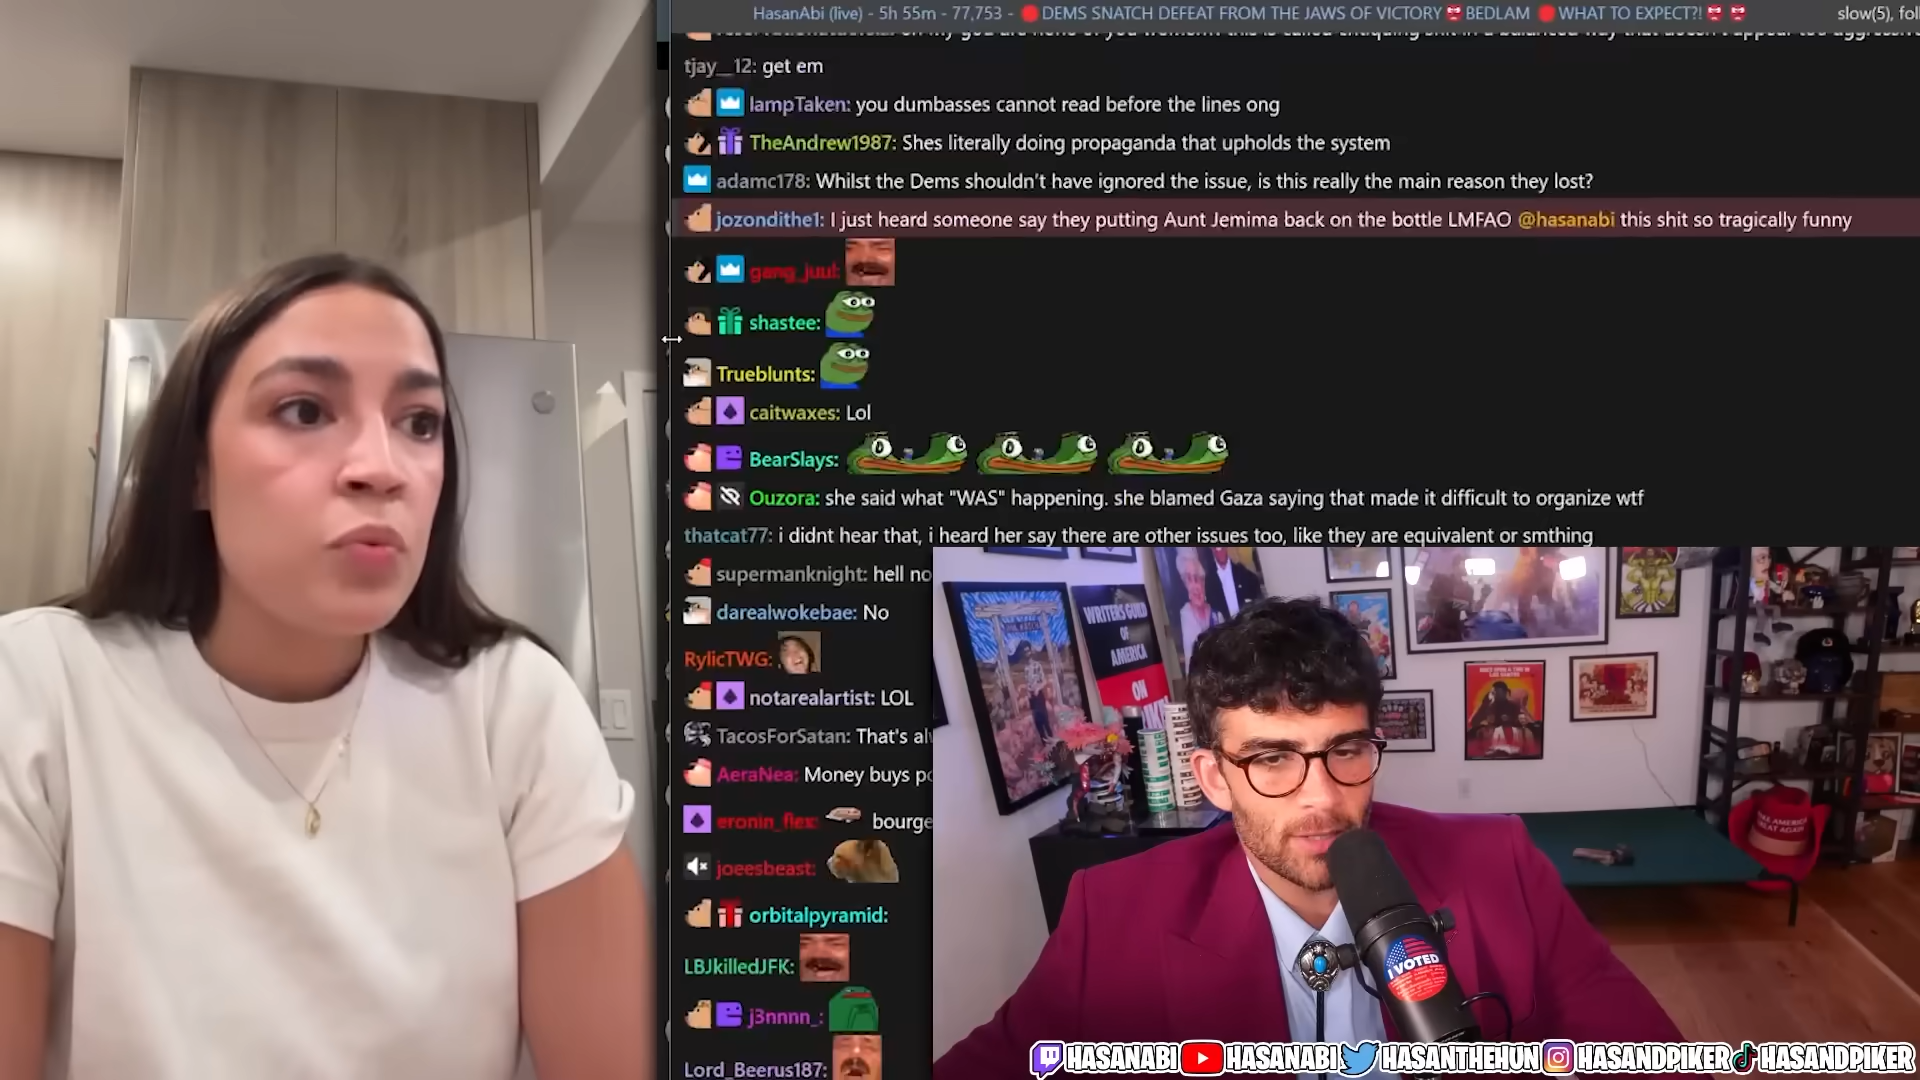 HasanAbi (live) - 5h 55m - 77,753 - DEMS SNATCH DEFEAT FROM THE JAWS OF VICTORY BEDLAM WHAT TO EXPECT?! slow(5), fol
tjay__12: get em
lampTaken: you dumbasses cannot read before the lines ong
TheAndrew1987: Shes literally doing propaganda that upholds the system
adamc178: Whilst the Dems shouldn't have ignored the issue, is this really the main reason they lost?
jozondithe1: I just heard someone say they putting Aunt Jemima back on the bottle LMFAO @hasanabi this shit so tragically funny
gang_juul:
shastee:
Trueblunts:
caitwaxes: Lol
BearSlays:
Ouzora: she said what "WAS" happening. she blamed Gaza saying that made it difficult to organize wtf
thatcat77: i didnt hear that, i heard her say there are other issues too, like they are equivalent or smthing
supermanknight: hell no
darealwokebae: No
RylicTWG:
notarealartist: LOL
TacosForSatan: That's al
AeraNea: Money buys po
eronin_flex: bourge
joeesbeast:
orbitalpyramid:
LBJkilledJFK:
j3nnnn_:
Lord_Beerus187:
WRITERS GUILD
OF
AMERICA
ON
I VOTED
HASANABI HASANABI HASANTHEHUN HASANDPIKER HASANDPIKER